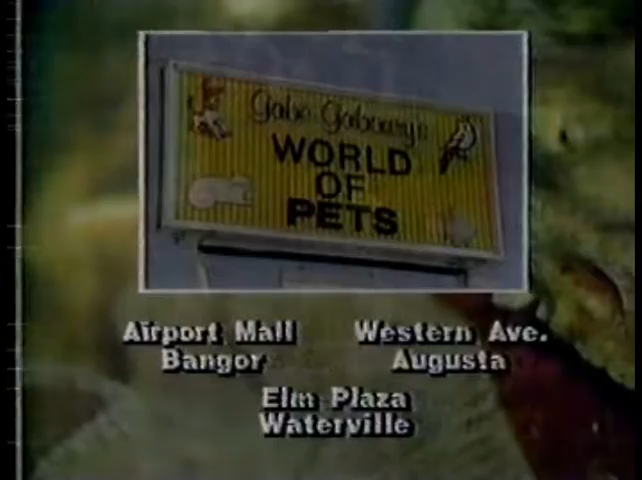 Gabe Gaboury's
WORLD
OF
PETS
Airport Mall
Bangor
Western Ave.
Augusta
Elm Plaza
Waterville